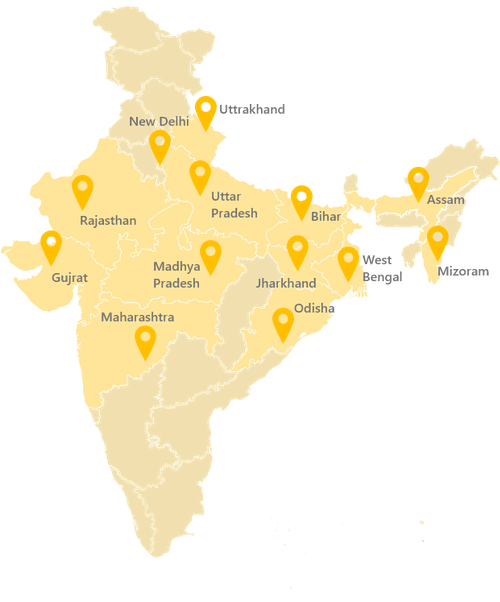 Uttrakhand
New Delhi
Assam
Rajasthan
Uttar
Pradesh
Bihar
Gujrat
Madhya
Pradesh
Jharkhand
West
Bengal
Mizoram
Maharashtra
Odisha